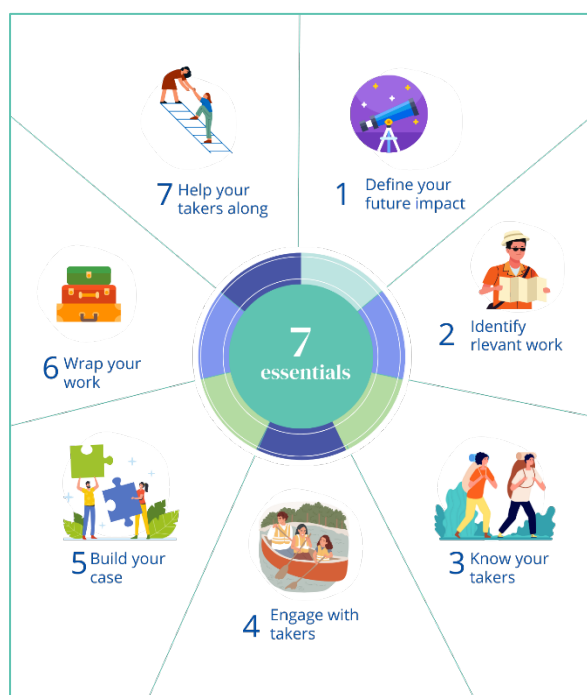 7 essentials
1 Define your
future impact
2 Identify
rlevant work
3 Know your
takers
4 Engage with
takers
5 Build your
case
6 Wrap your
work
7 Help your
takers along